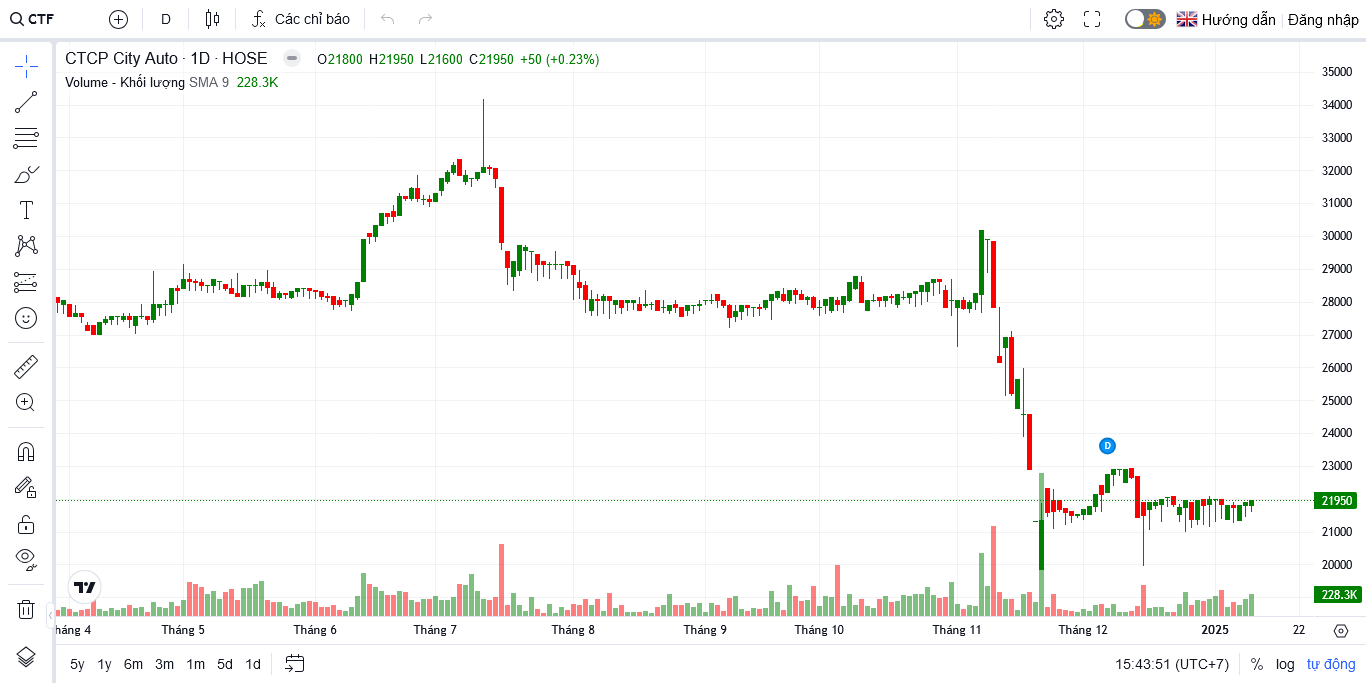 CTF D Các chỉ báo Hướng dẫn Đăng nhập
CTCP City Auto · 1D · HOSE O21800 H21950 L21600 C21950 +50 (+0.23%)
Volume - Khối lượng SMA 9 228.3K
35000
34000
33000
32000
31000
30000
29000
28000
27000
26000
25000
24000
D
23000
21950
21000
20000
228.3K
háng 4 Tháng 5 Tháng 6 Tháng 7 Tháng 8 Tháng 9 Tháng 10 Tháng 11 Tháng 12 2025 22
5y 1y 6m 3m 1m 5d 1d 15:43:51 (UTC+7) % log tự động